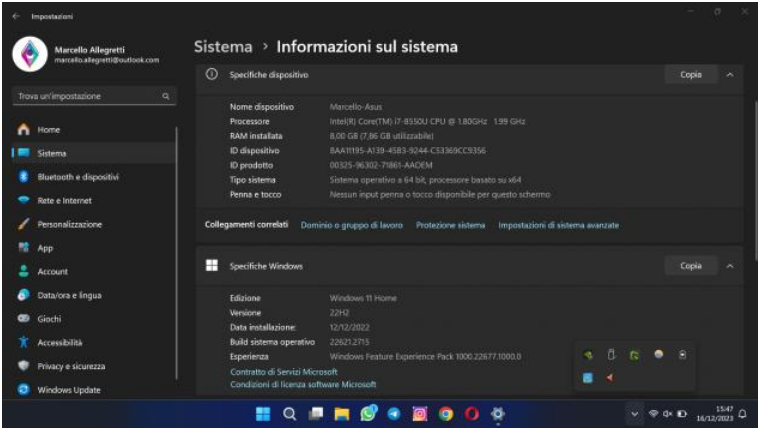 Impostazioni
Marcello Allegretti
marcello.allegretti@outlook.com
Trova un'impostazione
Home
Sistema
Bluetooth e dispositivi
Rete e Internet
Personalizzazione
App
Account
Data/ora e lingua
Giochi
Accessibilità
Privacy e sicurezza
Windows Update
Sistema > Informazioni sul sistema
Specifiche dispositivo
Copia
Nome dispositivo Marcello-Asus
Processore Intel(R) Core(TM) i7-8550U CPU @ 1.80GHz 1.99 GHz
RAM installata 8,00 GB (7,86 GB utilizzabile)
ID dispositivo BAA11195-A139-45B3-9244-C53369CC9356
ID prodotto 00325-96302-71861-AAOEM
Tipo sistema Sistema operativo a 64 bit, processore basato su x64
Penna e tocco Nessun input penna o tocco disponibile per questo schermo
Collegamenti correlati Dominio o gruppo di lavoro Protezione sistema Impostazioni di sistema avanzate
Specifiche Windows
Copia
Edizione Windows 11 Home
Versione 22H2
Data installazione: 12/12/2022
Build sistema operativo 22621.2715
Esperienza Windows Feature Experience Pack 1000.22677.1000.0
Contratto di Servizi Microsoft
Condizioni di licenza software Microsoft
15:47
16/12/2023